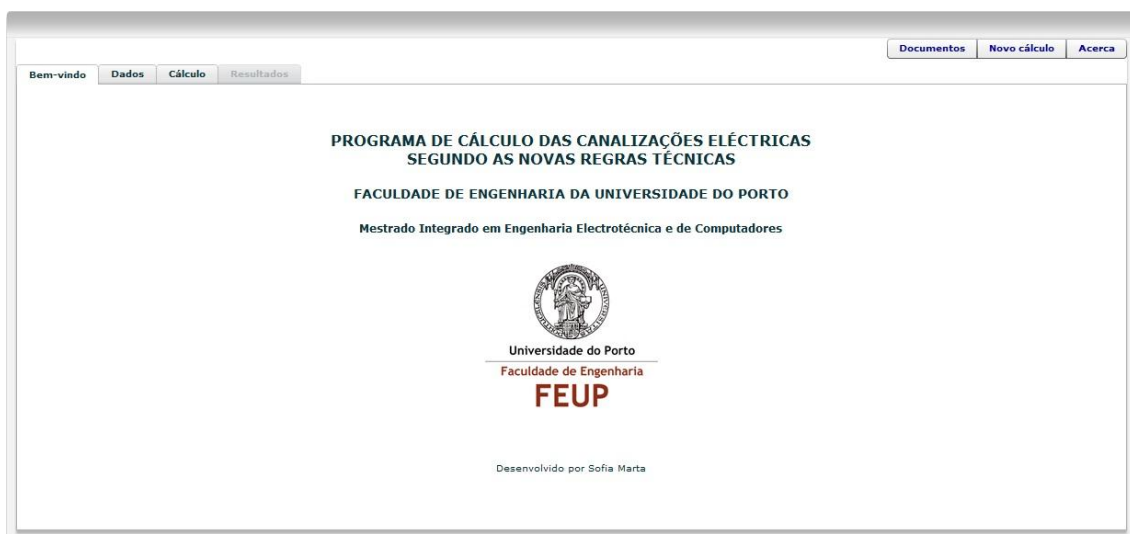 Documentos Novo cálculo Acerca
Bem-vindo Dados Cálculo Resultados
PROGRAMA DE CÁLCULO DAS CANALIZAÇÕES ELÉCTRICAS
SEGUNDO AS NOVAS REGRAS TÉCNICAS
FACULDADE DE ENGENHARIA DA UNIVERSIDADE DO PORTO
Mestrado Integrado em Engenharia Electrotécnica e de Computadores
Universidade do Porto
Faculdade de Engenharia
FEUP
Desenvolvido por Sofia Marta